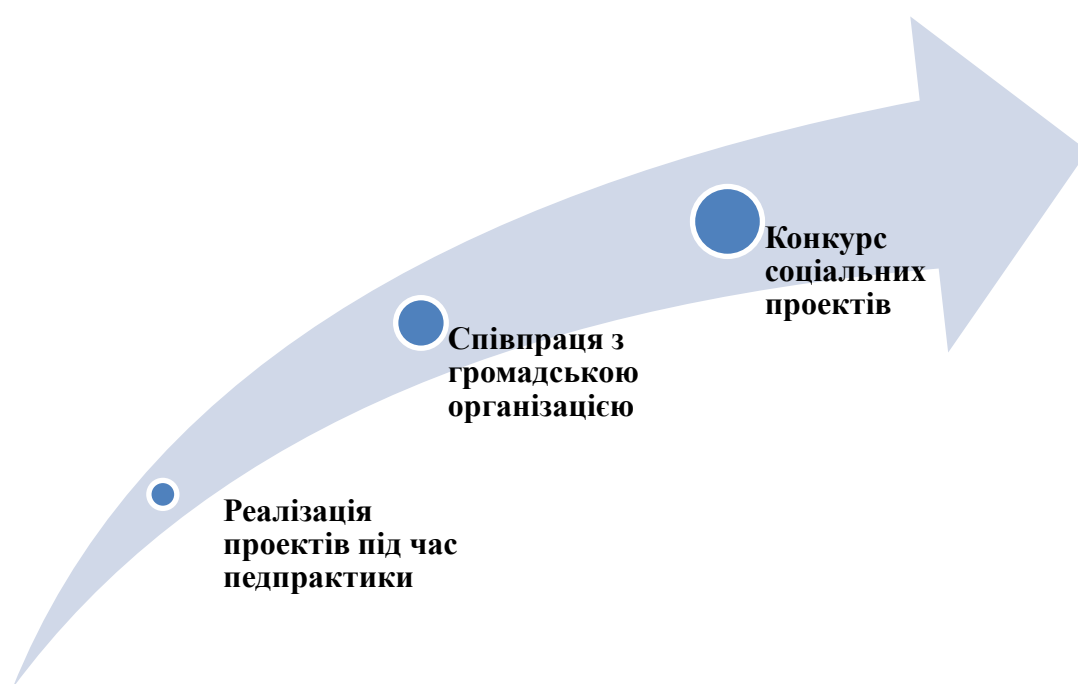 Конкурс
соціальних
проектів
Співпраця з
громадською
організацією
Реалізація
проектів під час
педпрактики